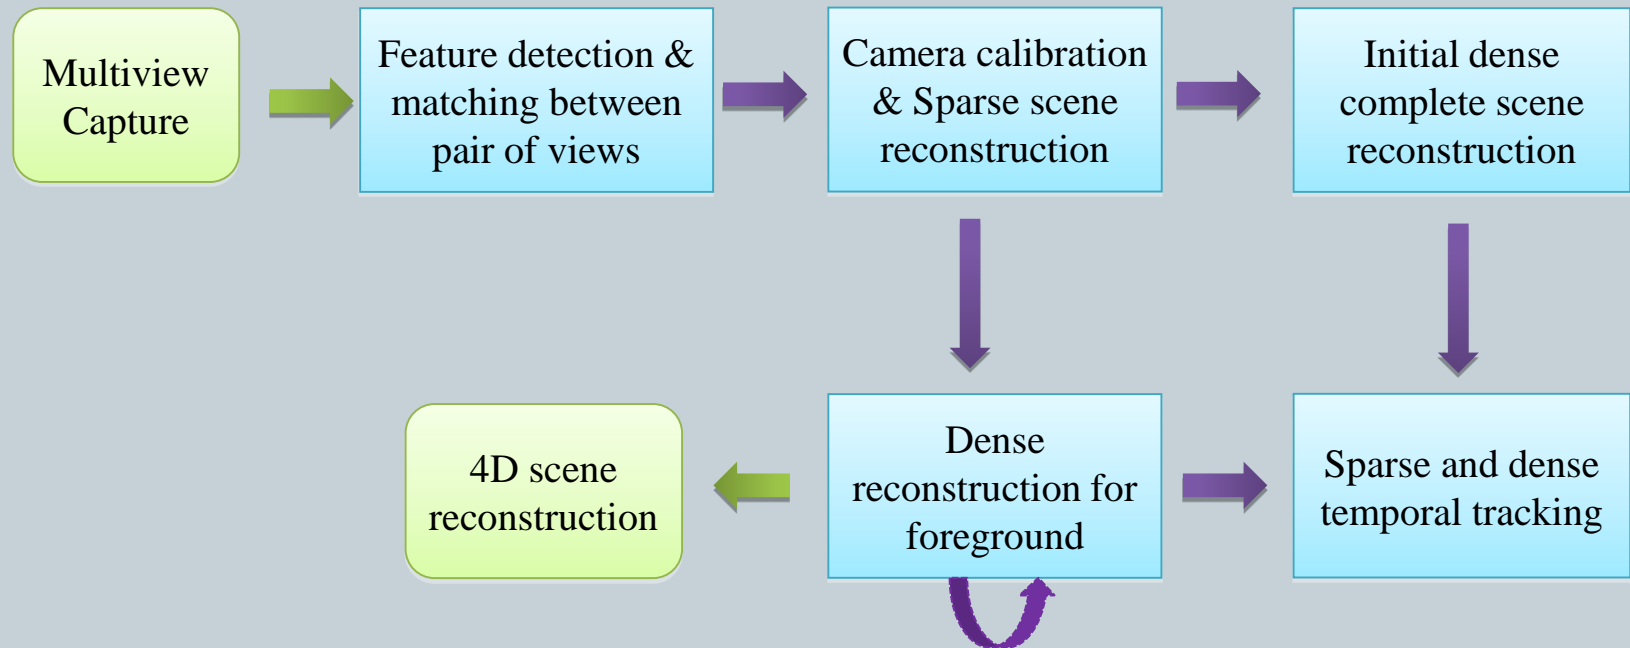 Multiview
Capture
Feature detection &
matching between
pair of views
Camera calibration
& Sparse scene
reconstruction
Initial dense
complete scene
reconstruction
4D scene
reconstruction
Dense
reconstruction for
foreground
Sparse and dense
temporal tracking